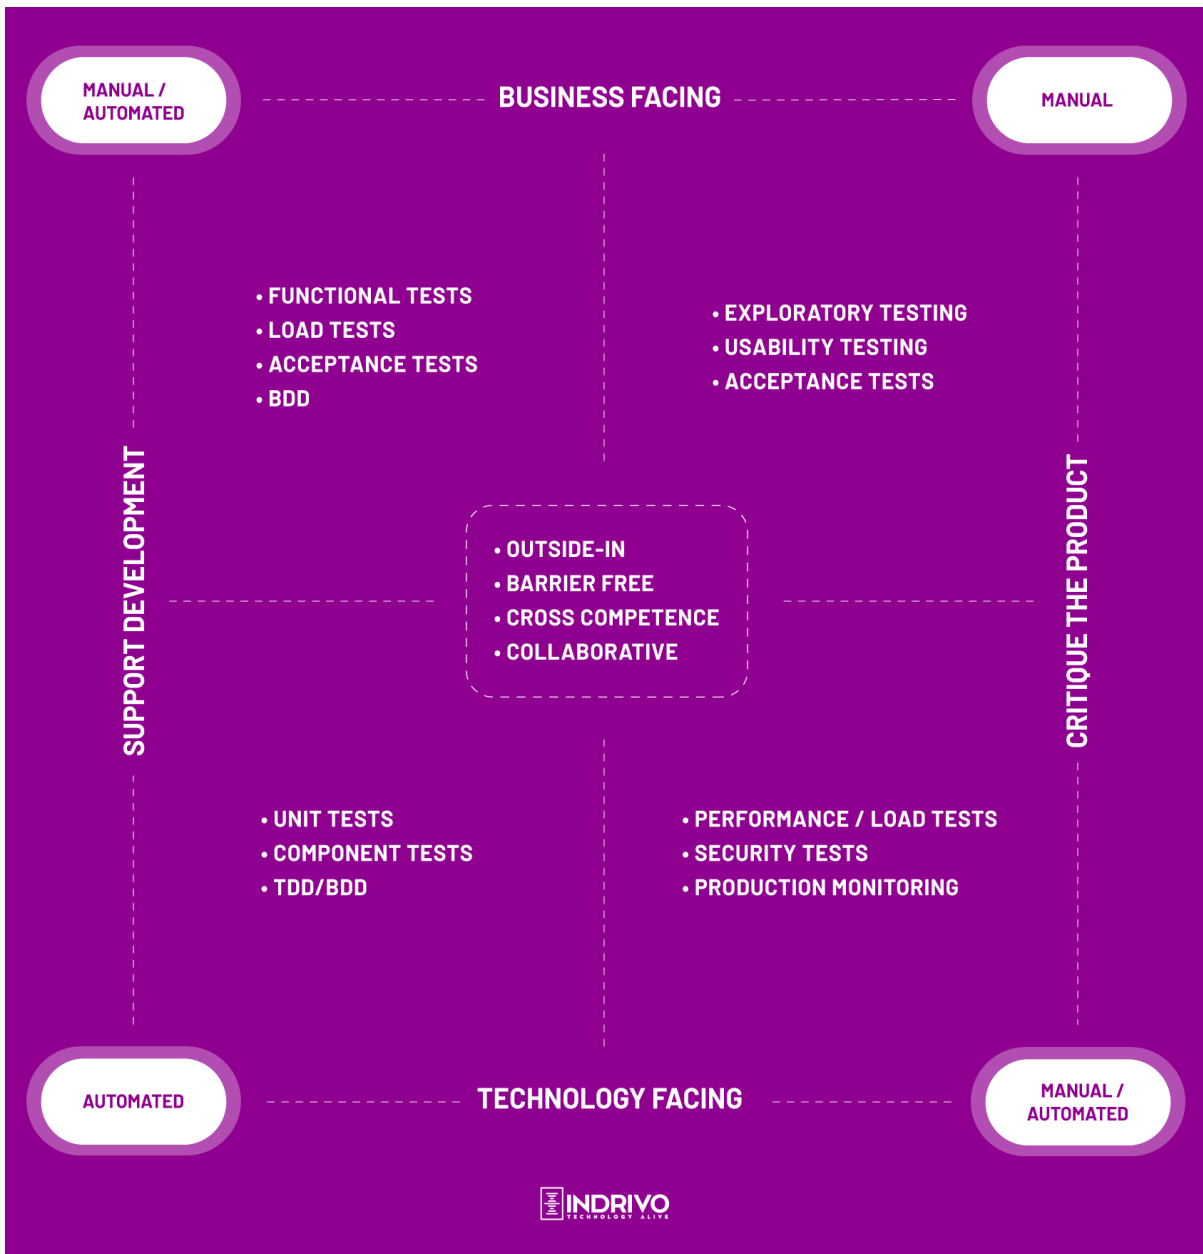 MANUAL /
AUTOMATED
BUSINESS FACING
MANUAL
• FUNCTIONAL TESTS
• LOAD TESTS
• ACCEPTANCE TESTS
• BDD
• EXPLORATORY TESTING
• USABILITY TESTING
• ACCEPTANCE TESTS
SUPPORT DEVELOPMENT
• OUTSIDE-IN
• BARRIER FREE
• CROSS COMPETENCE
• COLLABORATIVE
CRITIQUE THE PRODUCT
• UNIT TESTS
• COMPONENT TESTS
• TDD/BDD
• PERFORMANCE / LOAD TESTS
• SECURITY TESTS
• PRODUCTION MONITORING
AUTOMATED
TECHNOLOGY FACING
MANUAL /
AUTOMATED
INDRIVO
TECHNOLOGY ALIVE